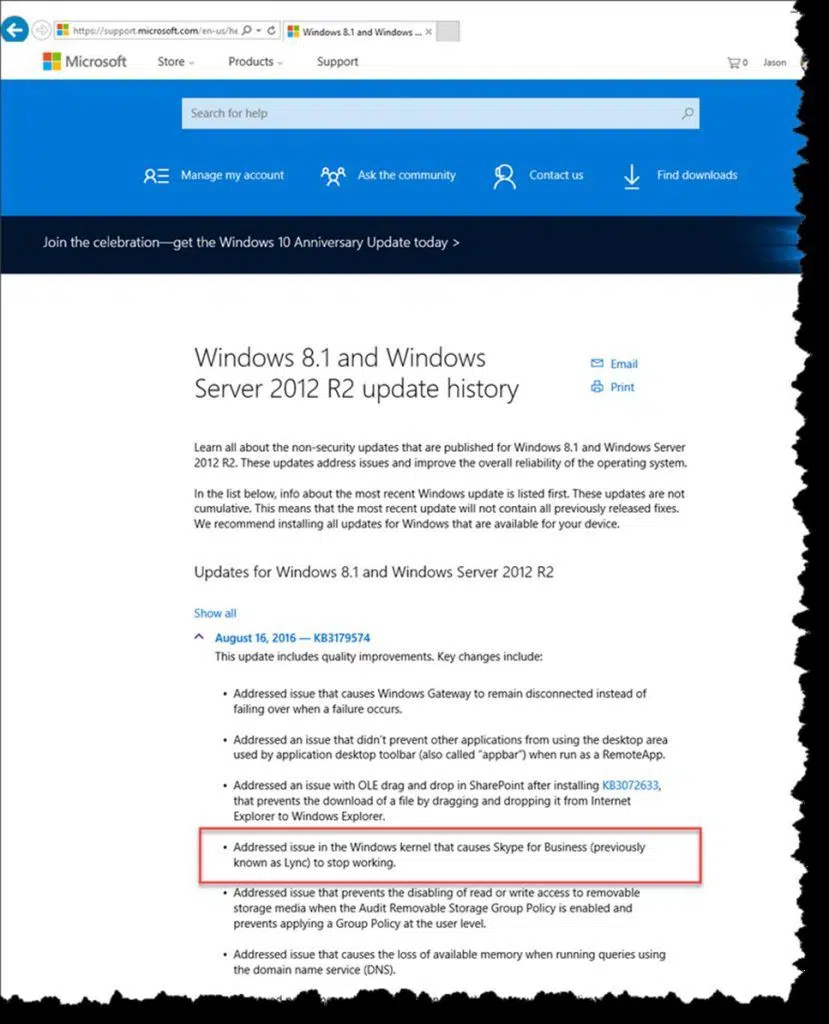 https://support.microsoft.com/en-us/he
Windows 8.1 and Windows ...
Microsoft Store Products Support 0 Jason
Search for help
Manage my account Ask the community Contact us Find downloads
Join the celebration—get the Windows 10 Anniversary Update today >
Windows 8.1 and Windows
Server 2012 R2 update history
Email
Print
Learn all about the non-security updates that are published for Windows 8.1 and Windows Server
2012 R2. These updates address issues and improve the overall reliability of the operating system.
In the list below, info about the most recent Windows update is listed first. These updates are not
cumulative. This means that the most recent update will not contain all previously released fixes.
We recommend installing all updates for Windows that are available for your device.
Updates for Windows 8.1 and Windows Server 2012 R2
Show all
August 16, 2016 — KB3179574
This update includes quality improvements. Key changes include:
• Addressed issue that causes Windows Gateway to remain disconnected instead of
failing over when a failure occurs.
• Addressed an issue that didn't prevent other applications from using the desktop area
used by application desktop toolbar (also called "appbar") when run as a RemoteApp.
• Addressed an issue with OLE drag and drop in SharePoint after installing KB3072633,
that prevents the download of a file by dragging and dropping it from Internet
Explorer to Windows Explorer.
• Addressed issue in the Windows kernel that causes Skype for Business (previously
known as Lync) to stop working.
• Addressed issue that prevents the disabling of read or write access to removable
storage media when the Audit Removable Storage Group Policy is enabled and
prevents applying a Group Policy at the user level.
• Addressed issue that causes the loss of available memory when running queries using
the domain name service (DNS).